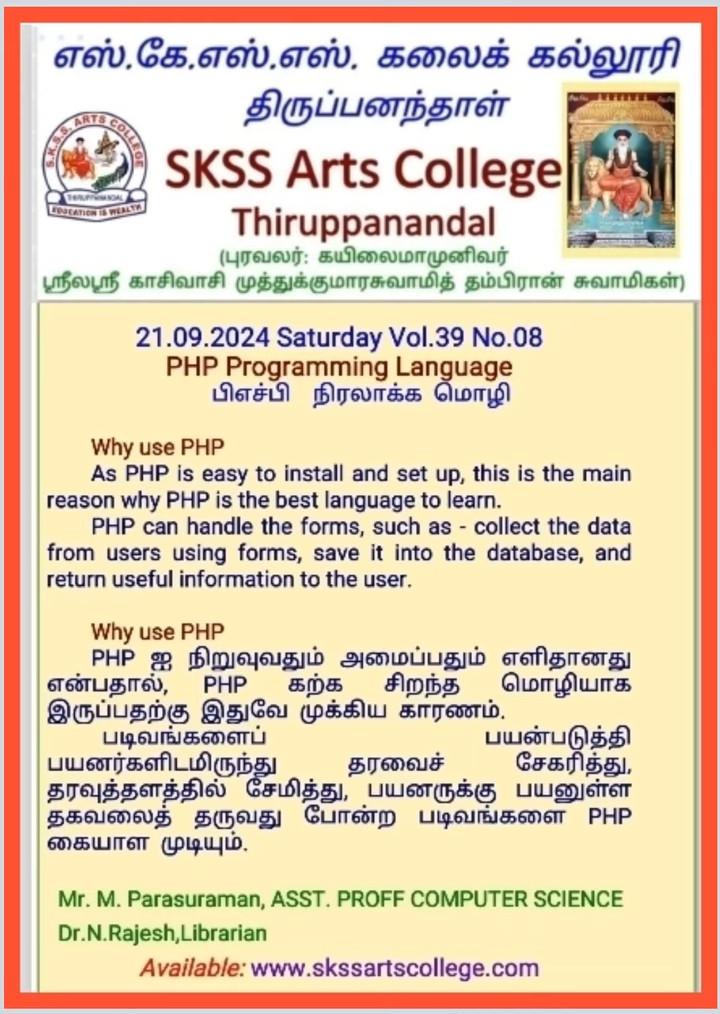 எஸ்.கே.எஸ்.எஸ். கலைக் கல்லூரி
திருப்பனந்தாள்
S.K.S.S. ARTS COLLEGE
THIRUPPANANDAL
EDUCATION IS WEALTH
SKSS Arts College
Thiruppanandal
(புரவலர்: கயிலைமாமுனிவர்
ஸ்ரீலஸ்ரீ காசிவாசி முத்துக்குமாரசுவாமித் தம்பிரான் சுவாமிகள்)
21.09.2024 Saturday Vol.39 No.08
PHP Programming Language
பிஎச்பி நிரலாக்க மொழி
Why use PHP
As PHP is easy to install and set up, this is the main
reason why PHP is the best language to learn.
PHP can handle the forms, such as - collect the data
from users using forms, save it into the database, and
return useful information to the user.
Why use PHP
PHP ஐ நிறுவுவதும் அமைப்பதும் எளிதானது
என்பதால், PHP கற்க சிறந்த மொழியாக
இருப்பதற்கு இதுவே முக்கிய காரணம்.
படிவங்களைப் பயன்படுத்தி
பயனர்களிடமிருந்து தரவைச் சேகரித்து,
தரவுத்தளத்தில் சேமித்து, பயனருக்கு பயனுள்ள
தகவலைத் தருவது போன்ற படிவங்களை PHP
கையாள முடியும்.
Mr. M. Parasuraman, ASST. PROFF COMPUTER SCIENCE
Dr.N.Rajesh,Librarian
Available: www.skssartscollege.com